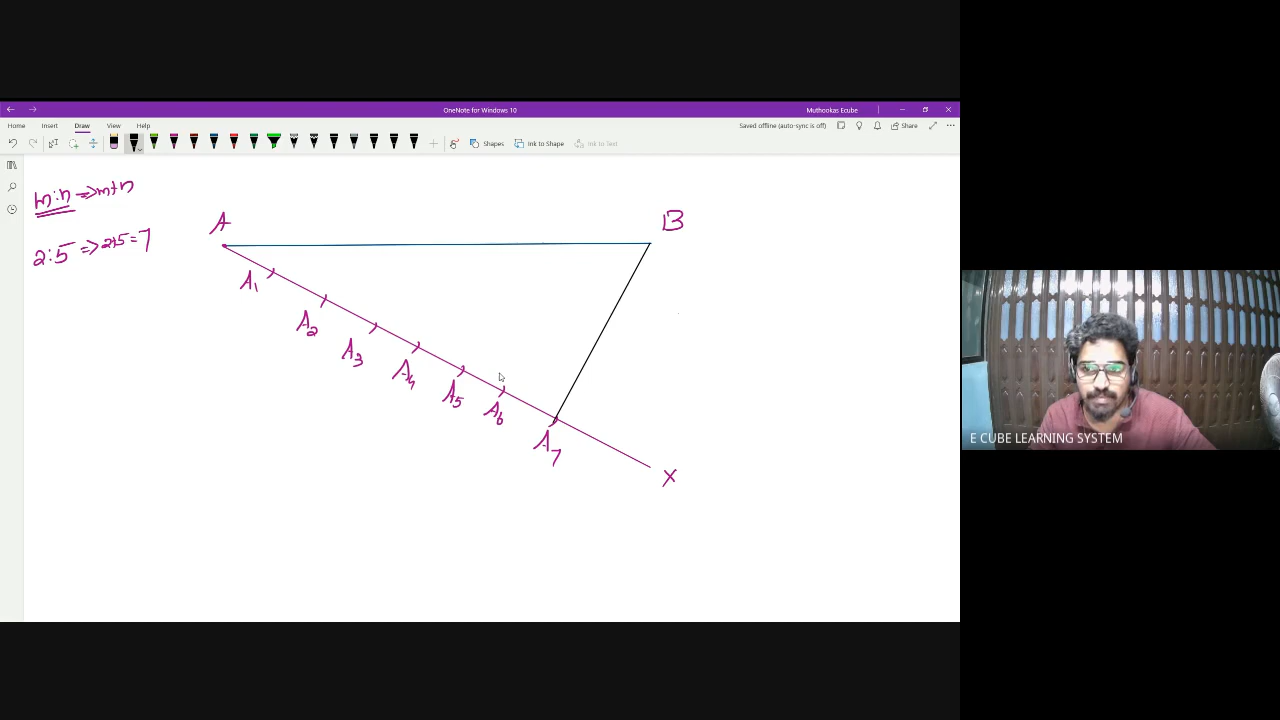 OneNote for Windows 10
Muthookas Ecube
Home Insert Draw View Help
Saved offline (auto-sync is off)
Share
Shapes
Ink to Shape
Ink to Text
m:n => m+n
2:5 => 2+5=7
A
B
A1
A2
A3
A4
A5
A6
A7
X
E CUBE LEARNING SYSTEM